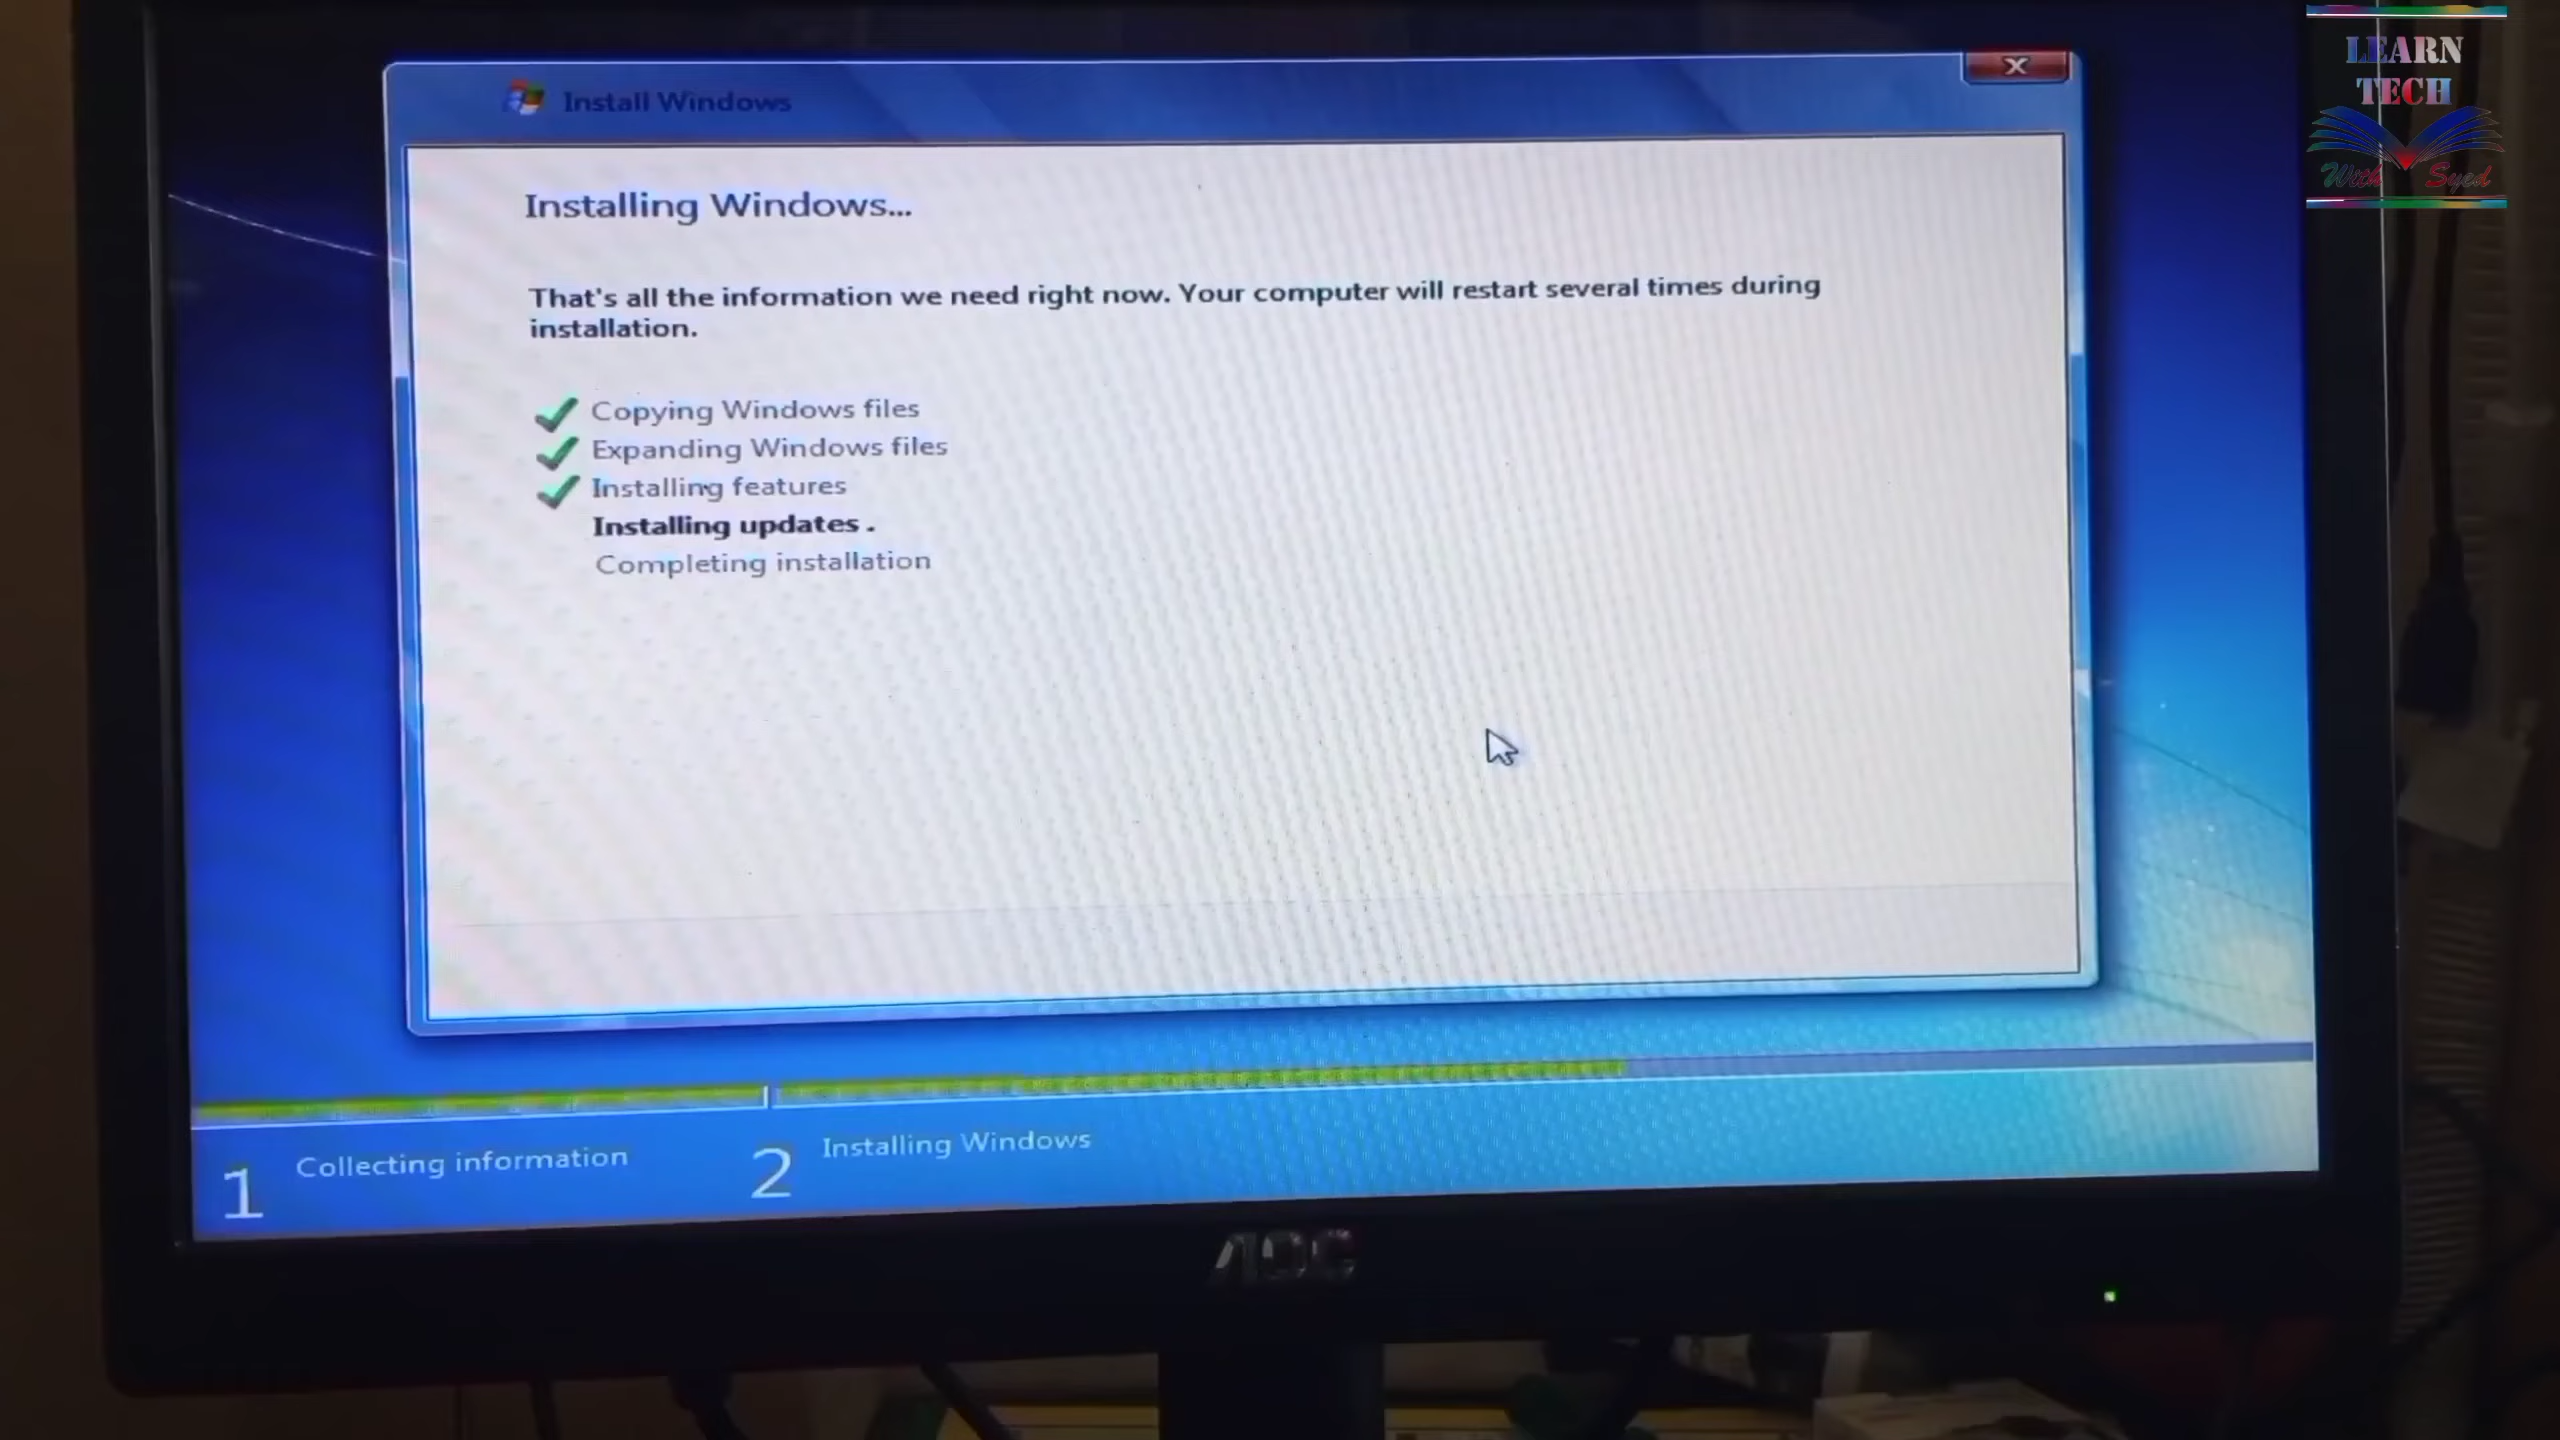 LEARN
TECH
With Syed
Install Windows
Installing Windows...
That's all the information we need right now. Your computer will restart several times during
installation.
Copying Windows files
Expanding Windows files
Installing features
Installing updates .
Completing installation
1 Collecting information
2 Installing Windows
AOC